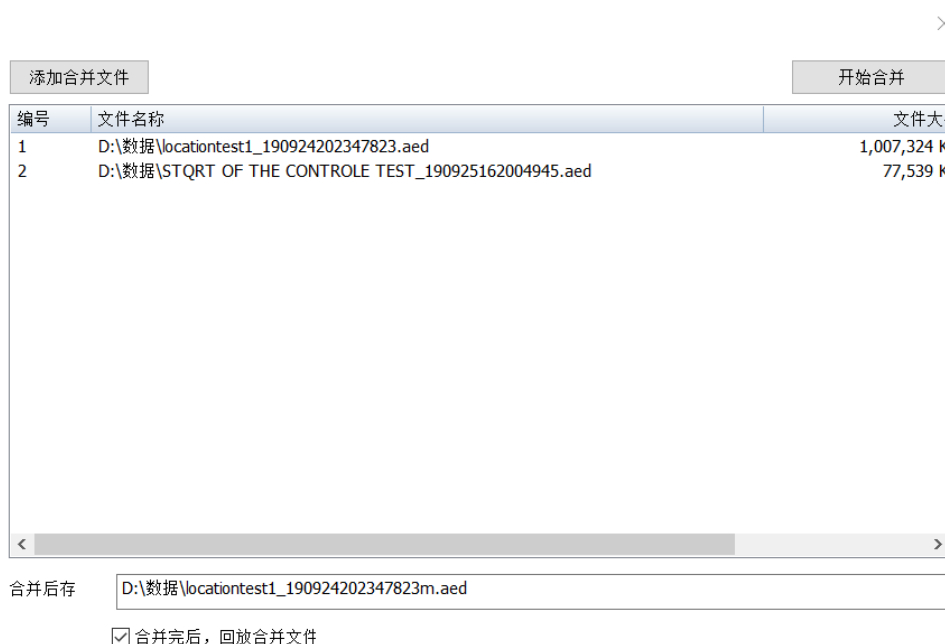 添加合并文件 开始合并
编号 文件名称 文件大
1 D:\数据\locationtest1_190924202347823.aed 1,007,324 K
2 D:\数据\STQRT OF THE CONTROLE TEST_190925162004945.aed 77,539 K
合并后存 D:\数据\locationtest1_190924202347823m.aed
合并完后，回放合并文件